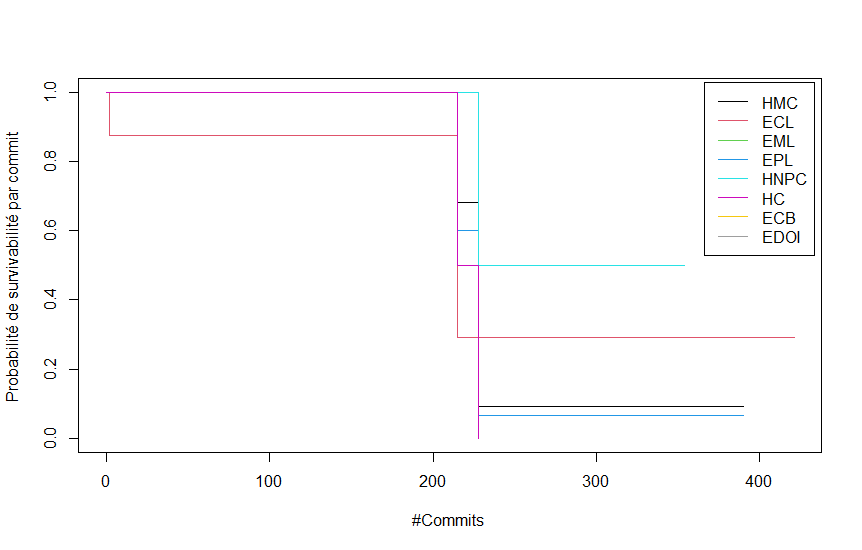 Probabilité de survivabilité par commit
1.0
0.8
0.6
0.4
0.2
0.0
HMC
ECL
EML
EPL
HNPC
HC
ECB
EDOI
0 100 200 300 400
#Commits